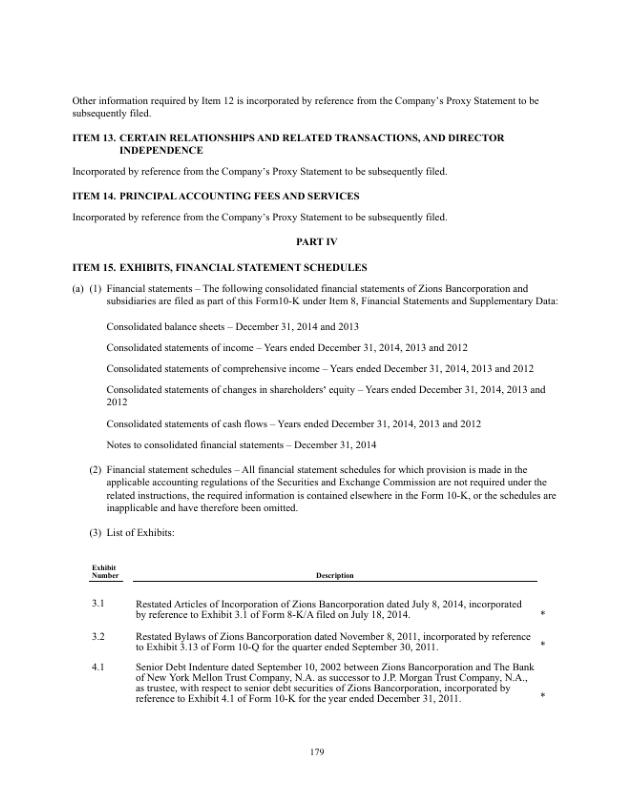 Other information required by Item 12 is incorporated by reference from the Company's Proxy Statement to be
subsequently filed.
ITEM 13. CERTAIN RELATIONSHIPS AND RELATED TRANSACTIONS, AND DIRECTOR
INDEPENDENCE
Incorporated by reference from the Company's Proxy Statement to be subsequently filed.
ITEM 14. PRINCIPAL ACCOUNTING FEES AND SERVICES
Incorporated by reference from the Company's Proxy Statement to be subsequently filed.
PART IV
ITEM 15. EXHIBITS, FINANCIAL STATEMENT SCHEDULES
(a) (1) Financial statements – The following consolidated financial statements of Zions Bancorporation and
subsidiaries are filed as part of this Form10-K under Item 8, Financial Statements and Supplementary Data:
Consolidated balance sheets – December 31, 2014 and 2013
Consolidated statements of income – Years ended December 31, 2014, 2013 and 2012
Consolidated statements of comprehensive income – Years ended December 31, 2014, 2013 and 2012
Consolidated statements of changes in shareholders' equity – Years ended December 31, 2014, 2013 and
2012
Consolidated statements of cash flows – Years ended December 31, 2014, 2013 and 2012
Notes to consolidated financial statements – December 31, 2014
(2) Financial statement schedules – All financial statement schedules for which provision is made in the
applicable accounting regulations of the Securities and Exchange Commission are not required under the
related instructions, the required information is contained elsewhere in the Form 10-K, or the schedules are
inapplicable and have therefore been omitted.
(3) List of Exhibits:
Exhibit
Number Description
3.1 Restated Articles of Incorporation of Zions Bancorporation dated July 8, 2014, incorporated
by reference to Exhibit 3.1 of Form 8-K/A filed on July 18, 2014. *
3.2 Restated Bylaws of Zions Bancorporation dated November 8, 2011, incorporated by reference
to Exhibit 3.13 of Form 10-Q for the quarter ended September 30, 2011. *
4.1 Senior Debt Indenture dated September 10, 2002 between Zions Bancorporation and The Bank
of New York Mellon Trust Company, N.A. as successor to J.P. Morgan Trust Company, N.A.,
as trustee, with respect to senior debt securities of Zions Bancorporation, incorporated by
reference to Exhibit 4.1 of Form 10-K for the year ended December 31, 2011. *
179